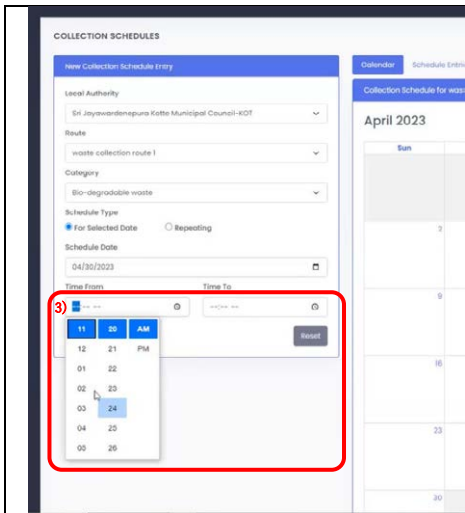 COLLECTION SCHEDULES
New Collection Schedule Entry
Local Authority
Sri Jayawardenepura Kotte Municipal Council-KOT
Route
waste collection route 1
Category
Bio-degradable waste
Schedule Type
For Selected Date Repeating
Schedule Date
04/30/2023
Time From Time To
3) --:-- -- --:-- --
11 20 AM
12 21 PM
01 22
02 23
03 24
04 25
05 26
Reset
Calendar Schedule Entri
Collection Schedule for was
April 2023
Sun
2
9
16
23
30